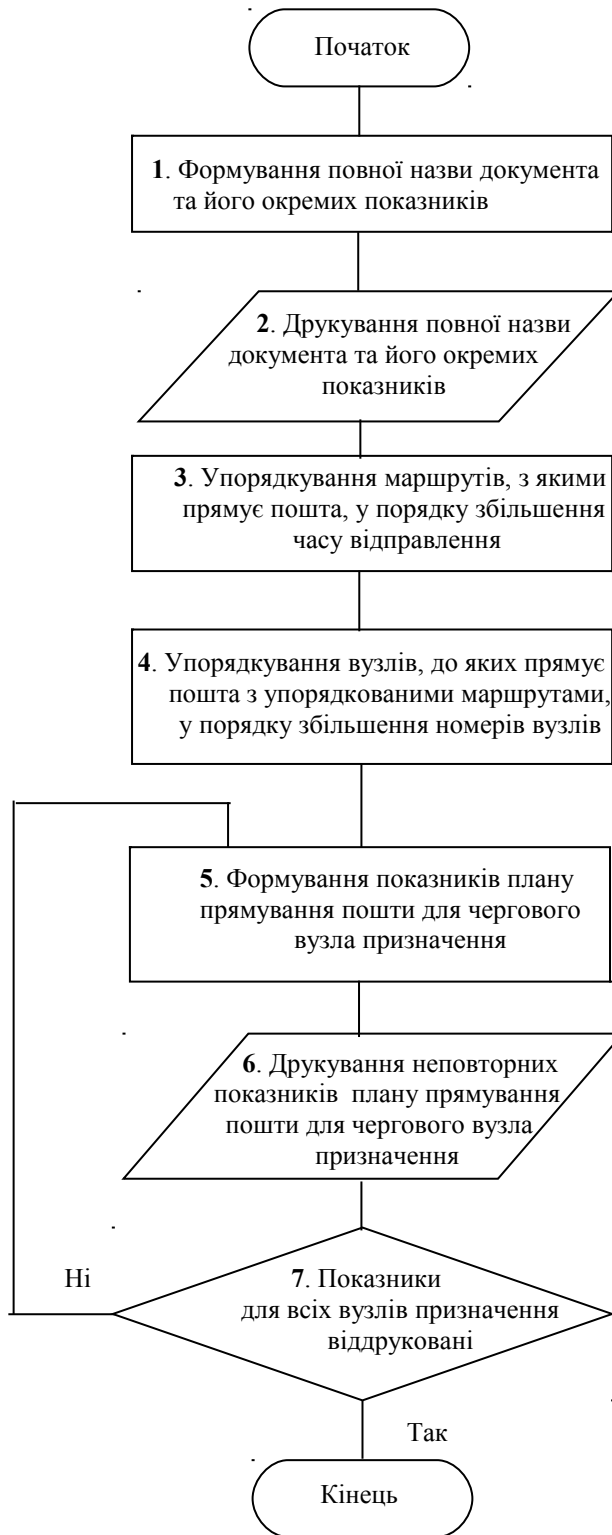 Початок
1. Формування повної назви документа
та його окремих показників
2. Друкування повної назви
документа та його окремих
показників
3. Упорядкування маршрутів, з якими
прямує пошта, у порядку збільшення
часу відправлення
4. Упорядкування вузлів, до яких прямує
пошта з упорядкованими маршрутами,
у порядку збільшення номерів вузлів
5. Формування показників плану
прямування пошти для чергового
вузла призначення
6. Друкування неповторних
показників плану прямування
пошти для чергового вузла
призначення
Ні
7. Показники
для всіх вузлів призначення
віддруковані
Так
Кінець